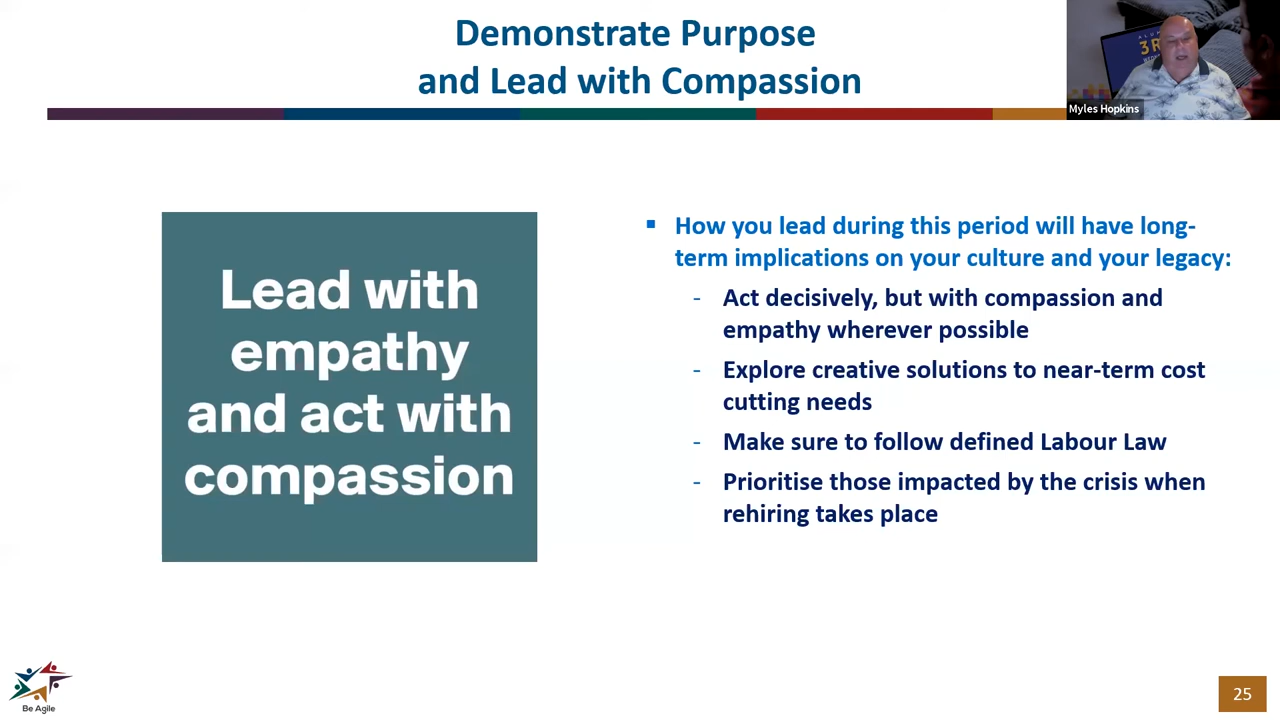 Demonstrate Purpose
and Lead with Compassion
3R
Myles Hopkins
Lead with
empathy
and act with
compassion
▪ How you lead during this period will have long-
term implications on your culture and your legacy:
- Act decisively, but with compassion and
empathy wherever possible
- Explore creative solutions to near-term cost
cutting needs
- Make sure to follow defined Labour Law
- Prioritise those impacted by the crisis when
rehiring takes place
Be Agile
25